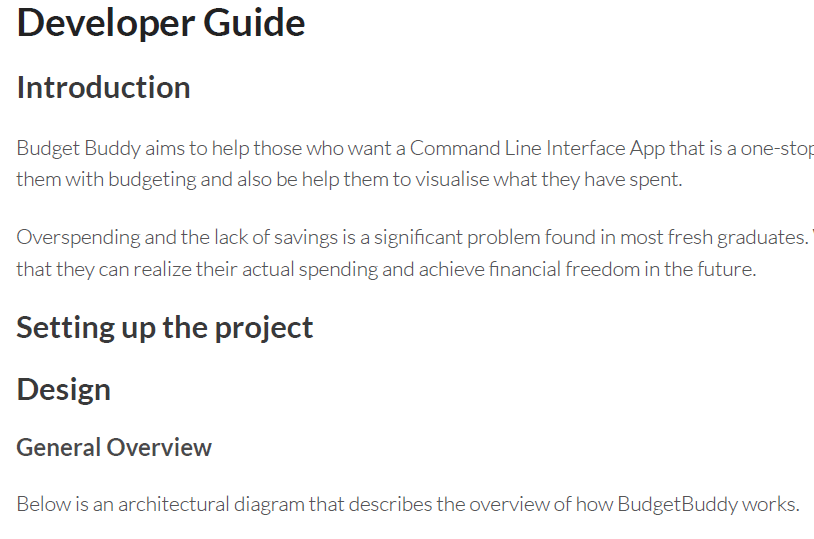 Developer Guide
Introduction
Budget Buddy aims to help those who want a Command Line Interface App that is a one-stop
them with budgeting and also be help them to visualise what they have spent.
Overspending and the lack of savings is a significant problem found in most fresh graduates.
that they can realize their actual spending and achieve financial freedom in the future.
Setting up the project
Design
General Overview
Below is an architectural diagram that describes the overview of how BudgetBuddy works.